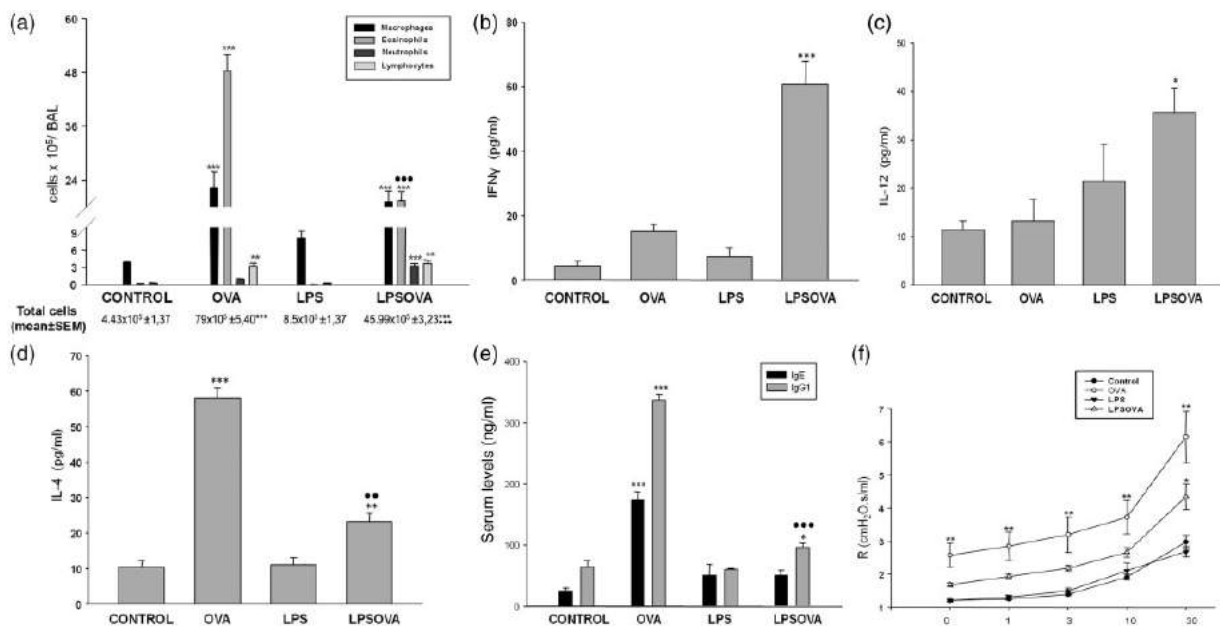 (a)
60
48
36
24
9
6
3
0
cells x 10⁵/ BAL
Macrophages
Eosinophils
Neutrophils
Lymphocytes
***
***
***
***
●●●
**
***
**
CONTROL OVA LPS LPSOVA
Total cells
(mean±SEM)
4.43x10⁵±1,37 79x10⁵±5,40*** 8.5x10⁵±1,37 45.99x10⁵±3,23
(b)
80
60
40
20
0
IFNγ (pg/ml)
***
CONTROL OVA LPS LPSOVA
(c)
50
40
30
20
10
0
IL-12 (pg/ml)
*
CONTROL OVA LPS LPSOVA
(d)
70
60
50
40
30
20
10
0
IL-4 (pg/ml)
***
●●
**
CONTROL OVA LPS LPSOVA
(e)
400
300
200
100
0
Serum levels (ng/ml)
IgE
IgG1
***
***
●●●
*
CONTROL OVA LPS LPSOVA
(f)
Control
OVA
LPS
LPSOVA
7
6
5
4
3
2
1
R (cmH₂O.s/ml)
**
**
**
**
**
*
0 1 3 10 30